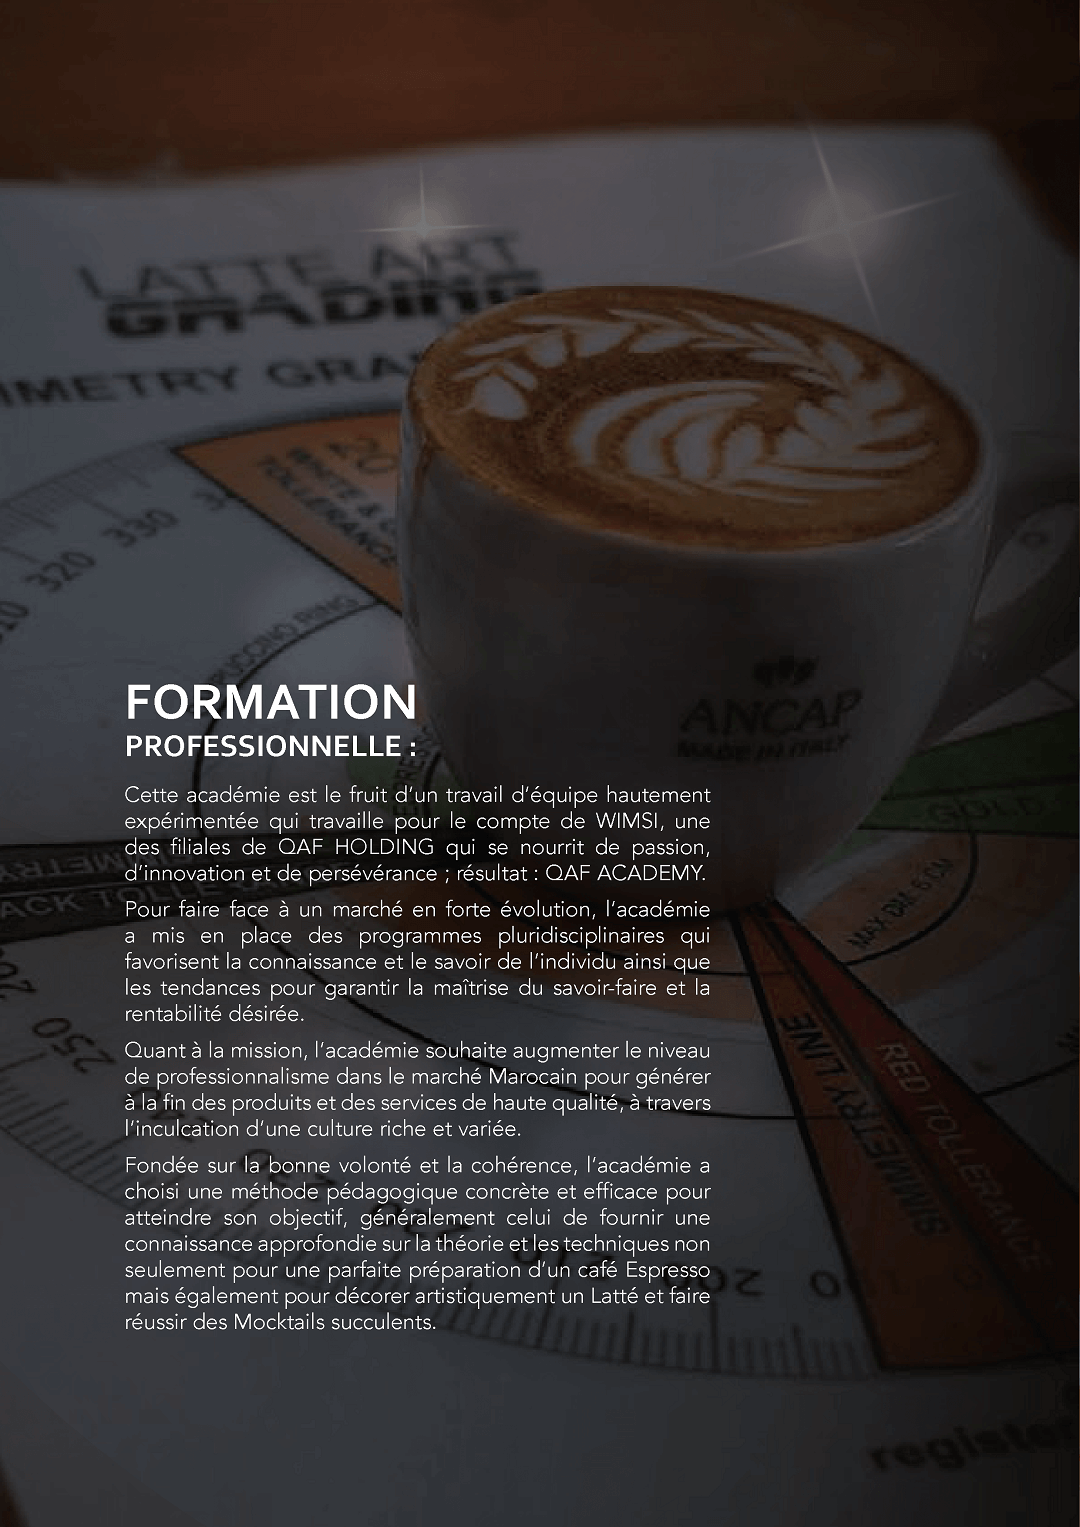 LATTE ART
GRADING
METRY GRA
330
320
CAPPUCCINO RING
TOLLERANCE
ANCAP
MADE IN ITALY
FORMATION
PROFESSIONNELLE :
Cette académie est le fruit d'un travail d'équipe hautement
expérimentée qui travaille pour le compte de WIMSI, une
des filiales de QAF HOLDING qui se nourrit de passion,
d'innovation et de persévérance ; résultat : QAF ACADEMY.
Pour faire face à un marché en forte évolution, l'académie
a mis en place des programmes pluridisciplinaires qui
favorisent la connaissance et le savoir de l'individu ainsi que
les tendances pour garantir la maîtrise du savoir-faire et la
rentabilité désirée.
Quant à la mission, l'académie souhaite augmenter le niveau
de professionnalisme dans le marché Marocain pour générer
à la fin des produits et des services de haute qualité, à travers
l'inculcation d'une culture riche et variée.
Fondée sur la bonne volonté et la cohérence, l'académie a
choisi une méthode pédagogique concrète et efficace pour
atteindre son objectif, généralement celui de fournir une
connaissance approfondie sur la théorie et les techniques non
seulement pour une parfaite préparation d'un café Espresso
mais également pour décorer artistiquement un Latté et faire
réussir des Mocktails succulents.
GOLD
MAX DM-6 CM
SIMMETRY LINE
RED TOLLERANCE
250
200
register